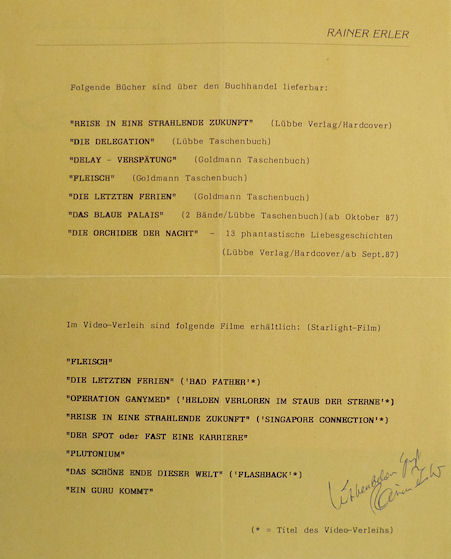 RAINER ERLER
Folgende Bücher sind über den Buchhandel lieferbar:
"REISE IN EINE STRAHLENDE ZUKUNFT" (Lübbe Verlag/Hardcover)
"DIE DELEGATION" (Lübbe Taschenbuch)
"DELAY - VERSPÄTUNG" (Goldmann Taschenbuch)
"FLEISCH" (Goldmann Taschenbuch)
"DIE LETZTEN FERIEN" (Goldmann Taschenbuch)
"DAS BLAUE PALAIS" (2 Bände/Lübbe Taschenbuch)(ab Oktober 87)
"DIE ORCHIDEE DER NACHT" - 13 phantastische Liebesgeschichten
(Lübbe Verlag/Hardcover/ab Sept.87)
Im Video-Verleih sind folgende Filme erhältlich: (Starlight-Film)
"FLEISCH"
"DIE LETZTEN FERIEN" ('BAD FATHER'*)
"OPERATION GANYMED" ('HELDEN VERLOREN IM STAUB DER STERNE'*)
"REISE IN EINE STRAHLENDE ZUKUNFT" ('SINGAPORE CONNECTION'*)
"DER SPOT oder FAST EINE KARRIERE"
"PLUTONIUM"
"DAS SCHÖNE ENDE DIESER WELT" ('FLASHBACK'*)
"EIN GURU KOMMT"
(* = Titel des Video-Verleihs)